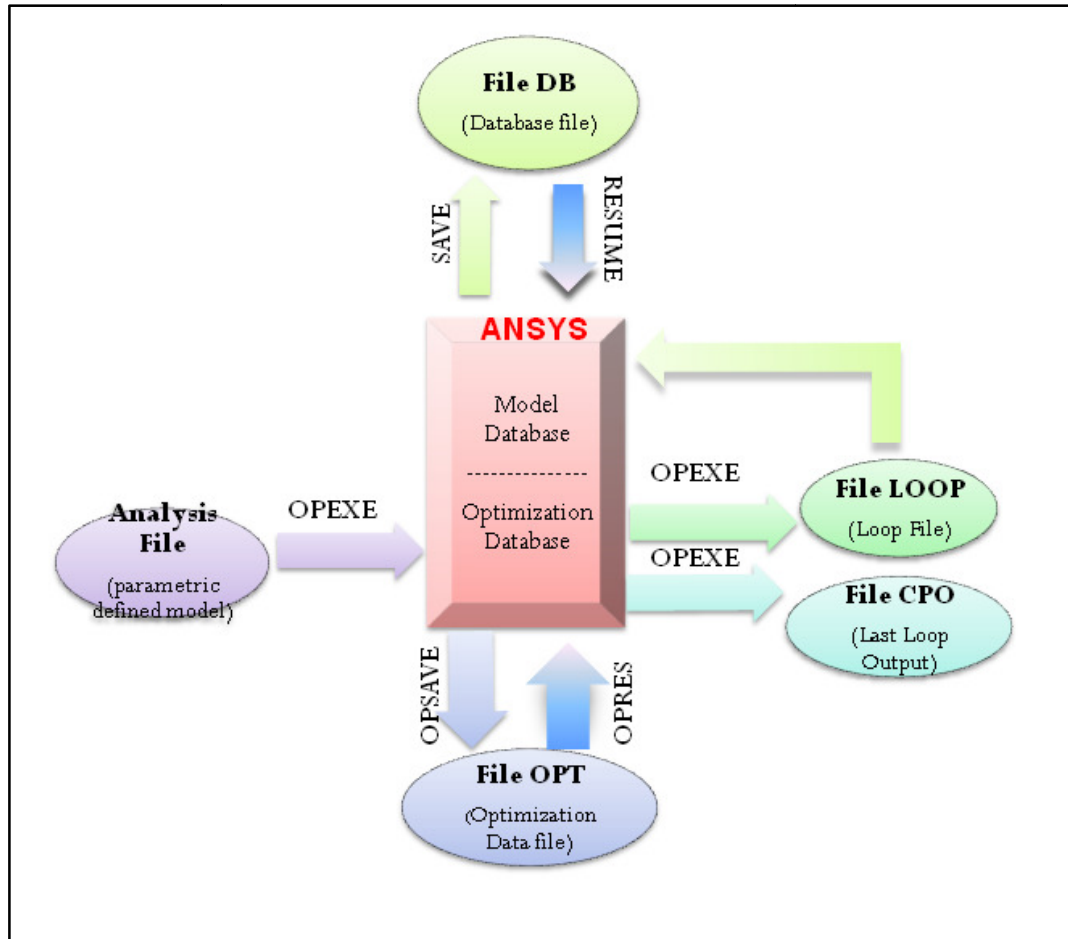 File DB
(Database file)
SAVE
RESUME
ANSYS
Model
Database
---------------
Optimization
Database
Analysis
File
(parametric
defined model)
OPEXE
OPEXE
File LOOP
(Loop File)
OPEXE
File CPO
(Last Loop
Output)
OPSAVE
OPRES
File OPT
(Optimization
Data file)